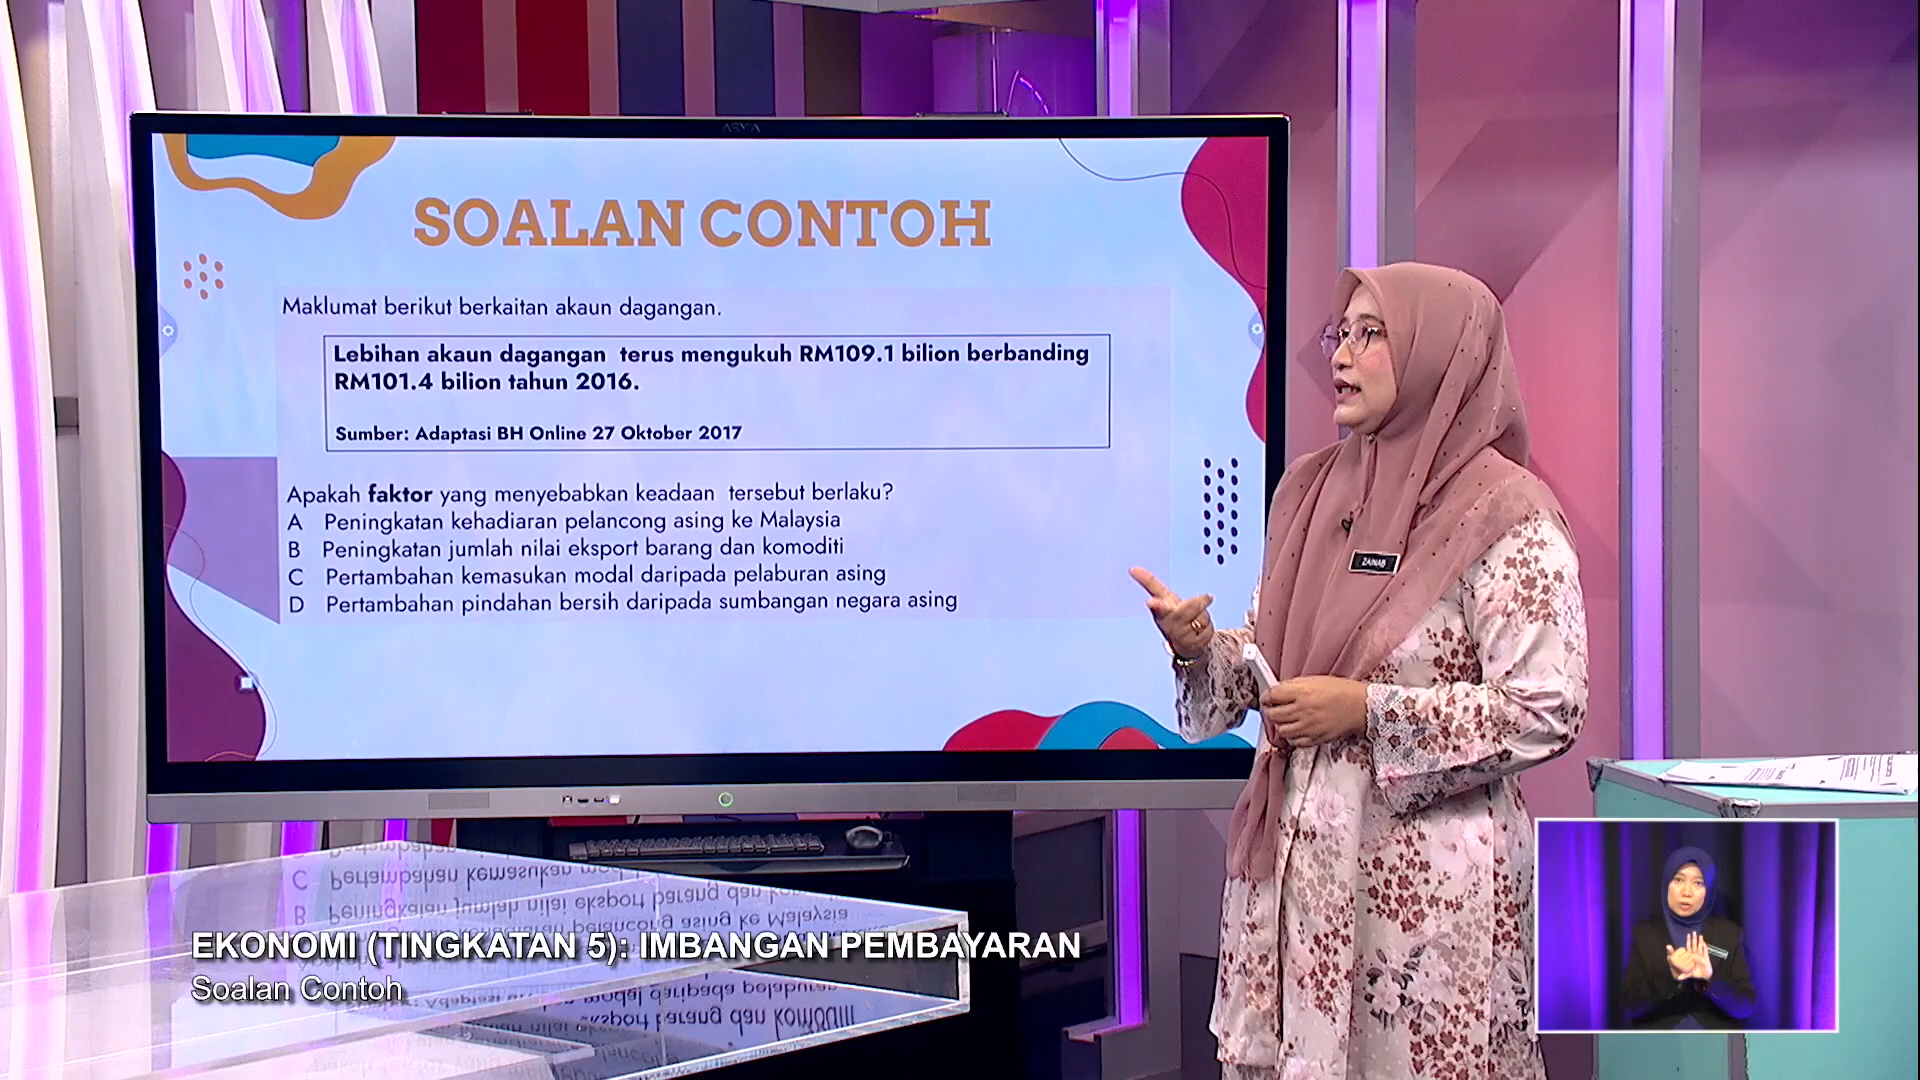 ARVIA
SOALAN CONTOH
Maklumat berikut berkaitan akaun dagangan.
Lebihan akaun dagangan terus mengukuh RM109.1 bilion berbanding
RM101.4 bilion tahun 2016.
Sumber: Adaptasi BH Online 27 Oktober 2017
Apakah faktor yang menyebabkan keadaan tersebut berlaku?
A Peningkatan kehadiaran pelancong asing ke Malaysia
B Peningkatan jumlah nilai eksport barang dan komoditi
C Pertambahan kemasukan modal daripada pelaburan asing
D Pertambahan pindahan bersih daripada sumbangan negara asing
ZAINAB
EKONOMI (TINGKATAN 5): IMBANGAN PEMBAYARAN
Soalan Contoh